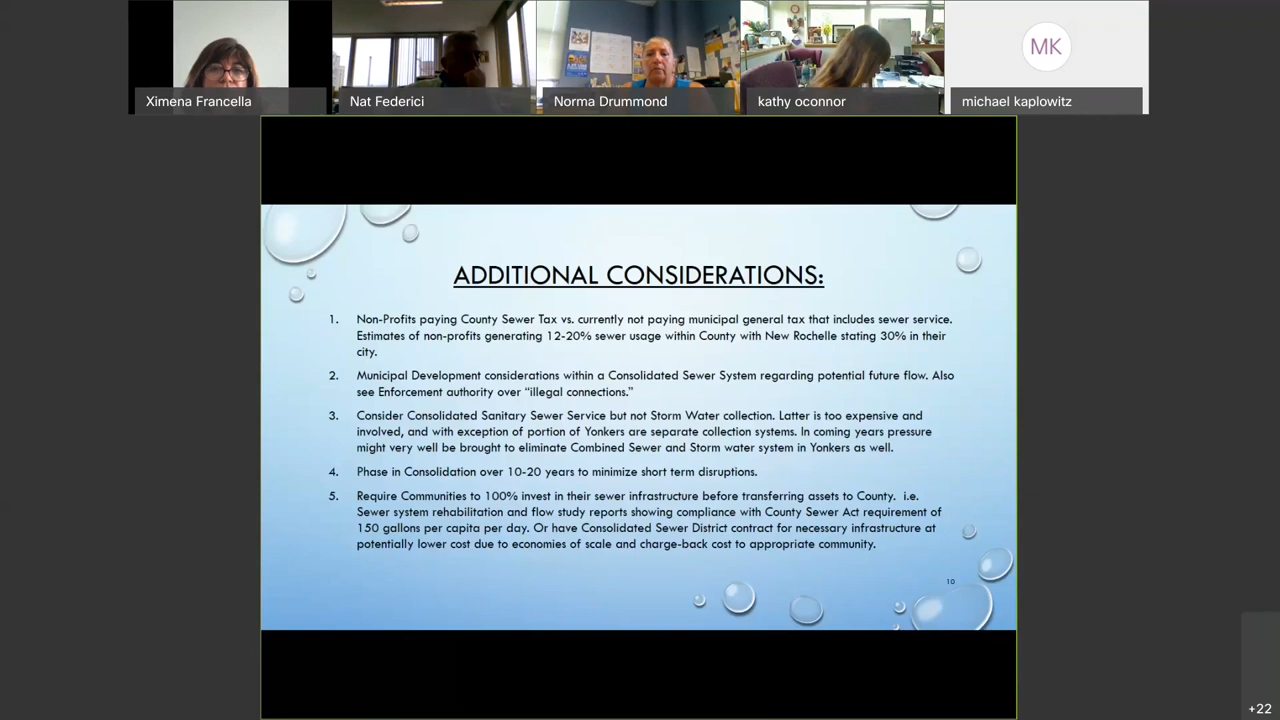 Ximena Francella
Nat Federici
Norma Drummond
kathy oconnor
MK
michael kaplowitz
ADDITIONAL CONSIDERATIONS:
1. Non-Profits paying County Sewer Tax vs. currently not paying municipal general tax that includes sewer service.
Estimates of non-profits generating 12-20% sewer usage within County with New Rochelle stating 30% in their
city.
2. Municipal Development considerations within a Consolidated Sewer System regarding potential future flow. Also
see Enforcement authority over “illegal connections.”
3. Consider Consolidated Sanitary Sewer Service but not Storm Water collection. Latter is too expensive and
involved, and with exception of portion of Yonkers are separate collection systems. In coming years pressure
might very well be brought to eliminate Combined Sewer and Storm water system in Yonkers as well.
4. Phase in Consolidation over 10-20 years to minimize short term disruptions.
5. Require Communities to 100% invest in their sewer infrastructure before transferring assets to County. i.e.
Sewer system rehabilitation and flow study reports showing compliance with County Sewer Act requirement of
150 gallons per capita per day. Or have Consolidated Sewer District contract for necessary infrastructure at
potentially lower cost due to economies of scale and charge-back cost to appropriate community.
10
+22